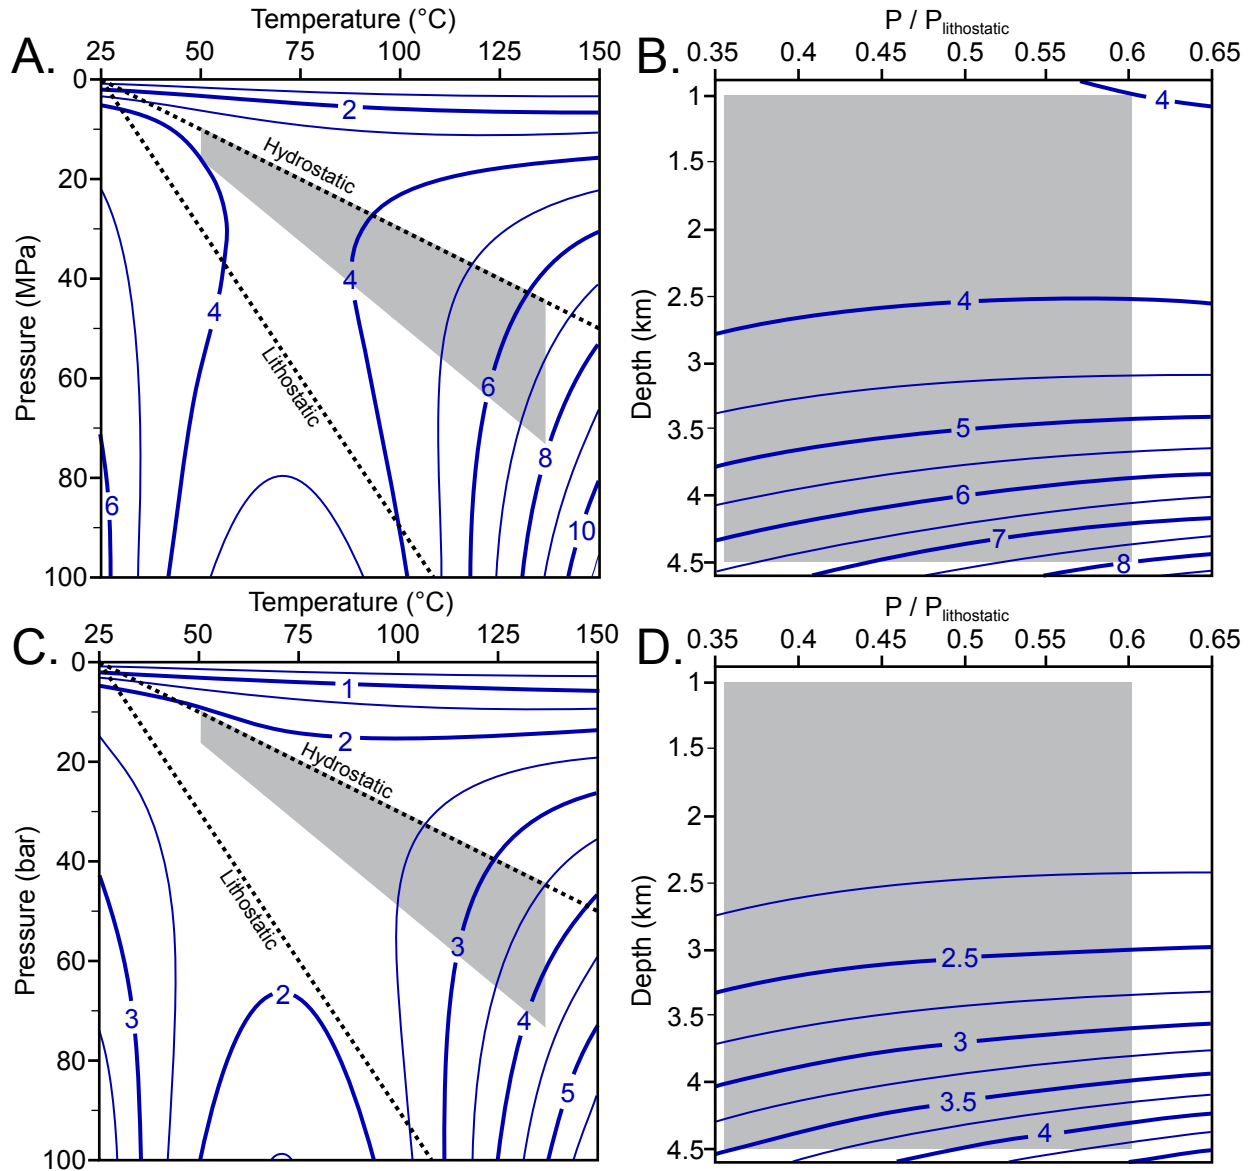 Temperature (°C)
P / Plithostatic
A.
25 50 75 100 125 150
B.
0.35 0.4 0.45 0.5 0.55 0.6 0.65
0
20
40
60
80
100
Pressure (MPa)
2
Hydrostatic
4
4
Lithostatic
6
6
8
10
1
1.5
2
2.5
3
3.5
4
4.5
Depth (km)
4
4
5
6
7
8
Temperature (°C)
P / Plithostatic
C.
25 50 75 100 125 150
D.
0.35 0.4 0.45 0.5 0.55 0.6 0.65
0
20
40
60
80
100
Pressure (bar)
1
2
Hydrostatic
Lithostatic
3
2
3
4
5
1
1.5
2
2.5
3
3.5
4
4.5
Depth (km)
2.5
3
3.5
4